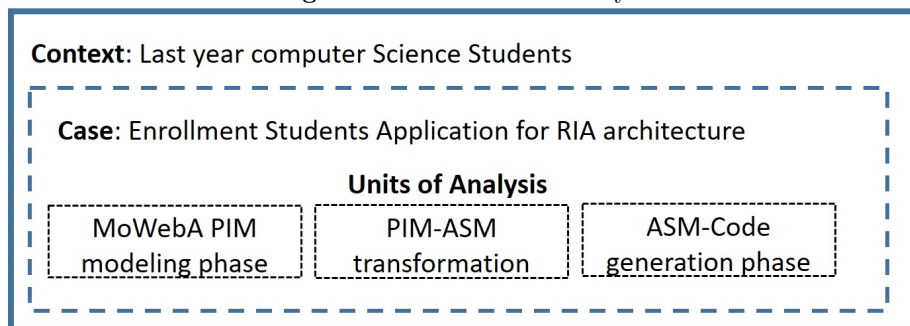 Context: Last year computer Science Students
Case: Enrollment Students Application for RIA architecture
Units of Analysis
MoWebA PIM
modeling phase
PIM-ASM
transformation
ASM-Code
generation phase